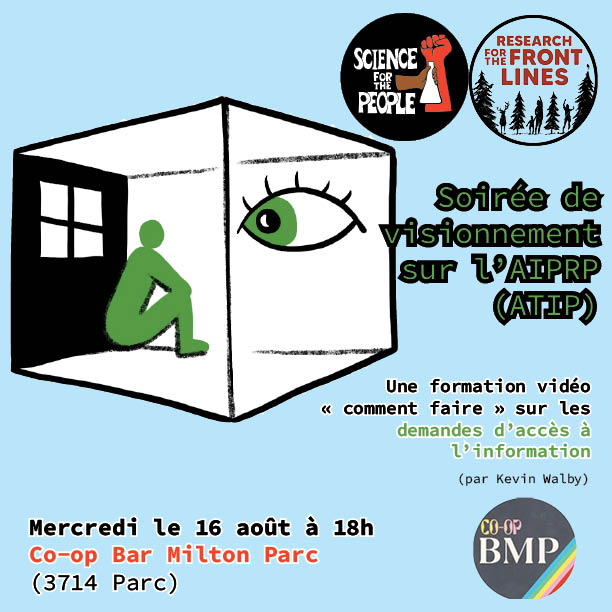 SCIENCE
FOR
THE
PEOPLE
RESEARCH
FOR
THE FRONT
LINES
Soirée de
visionnement
sur l'AIPRP
(ATIP)
Une formation vidéo
« comment faire » sur les
demandes d'accès à
l'information
(par Kevin Walby)
CO-OP
BMP
Mercredi le 16 août à 18h
Co-op Bar Milton Parc
(3714 Parc)